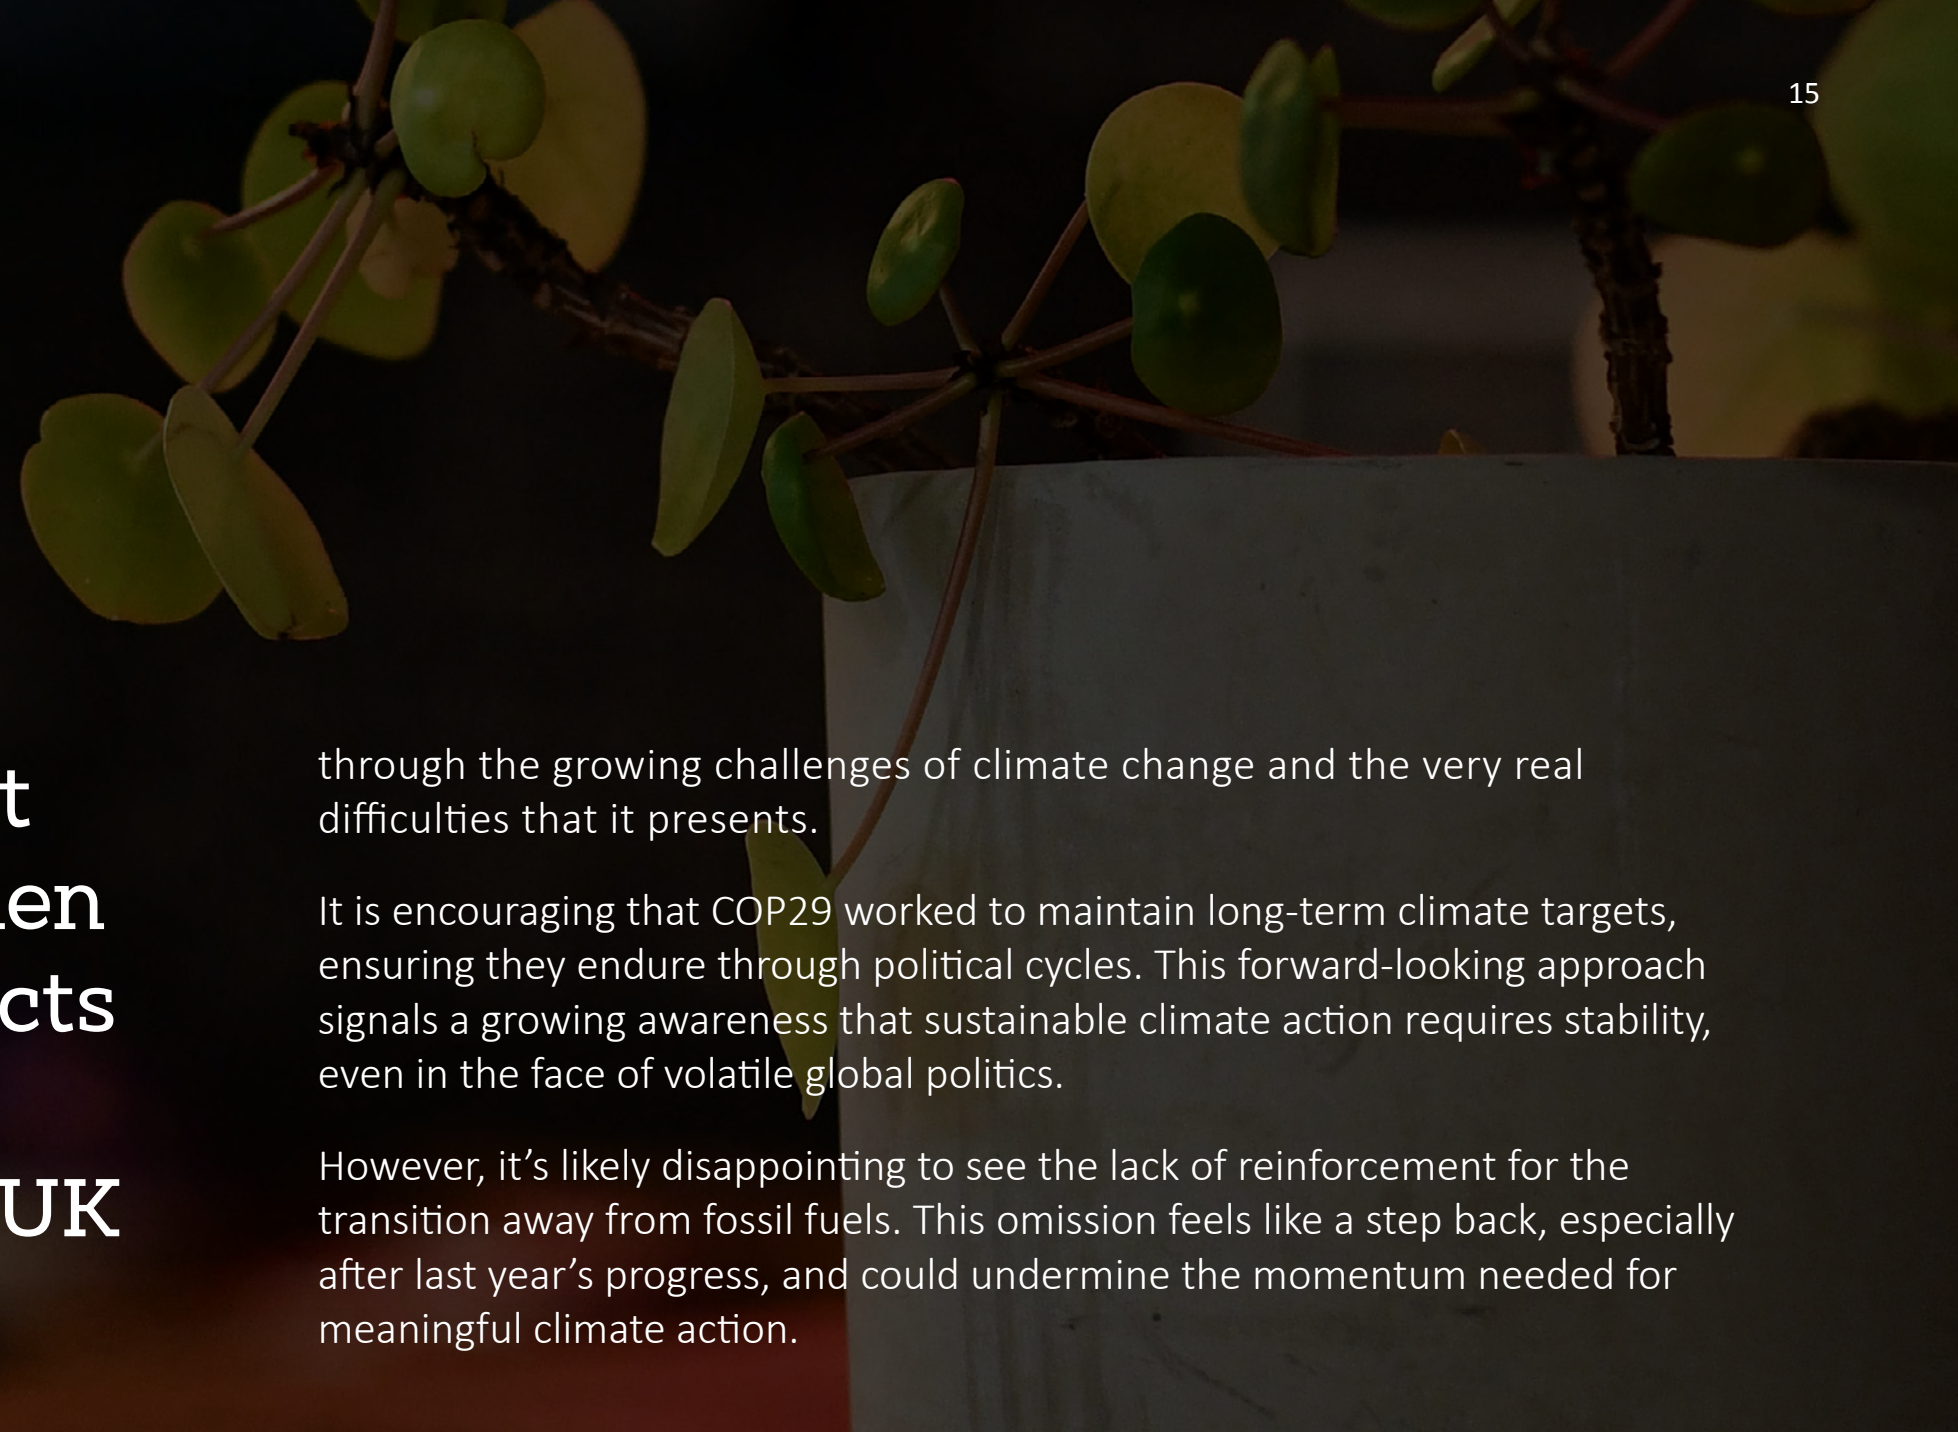 15
t
en
cts
UK
through the growing challenges of climate change and the very real
difficulties that it presents.
It is encouraging that COP29 worked to maintain long-term climate targets,
ensuring they endure through political cycles. This forward-looking approach
signals a growing awareness that sustainable climate action requires stability,
even in the face of volatile global politics.
However, it’s likely disappointing to see the lack of reinforcement for the
transition away from fossil fuels. This omission feels like a step back, especially
after last year’s progress, and could undermine the momentum needed for
meaningful climate action.